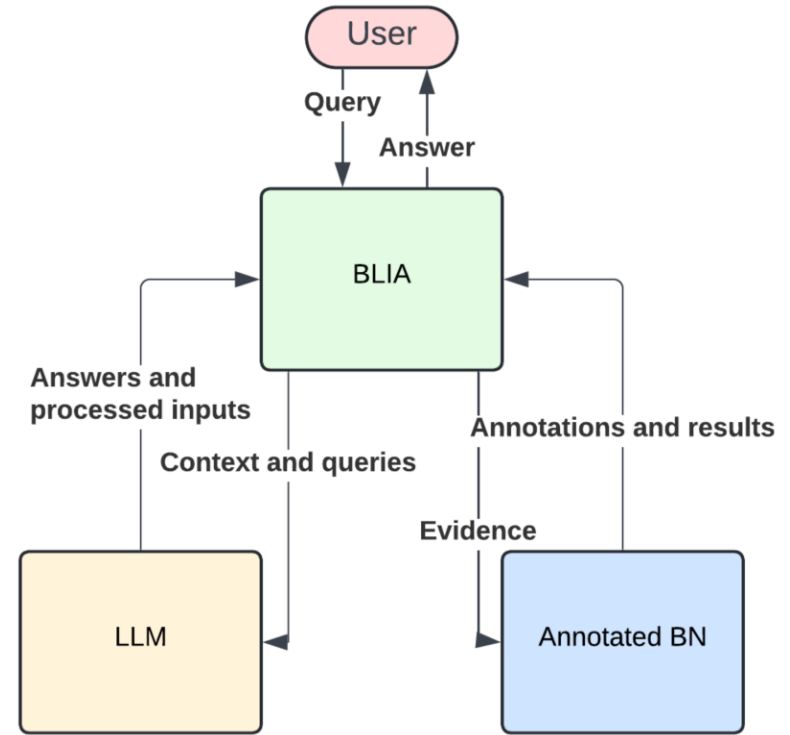 User
Query
Answer
BLIA
Answers and
processed inputs
Annotations and results
Context and queries
Evidence
LLM
Annotated BN